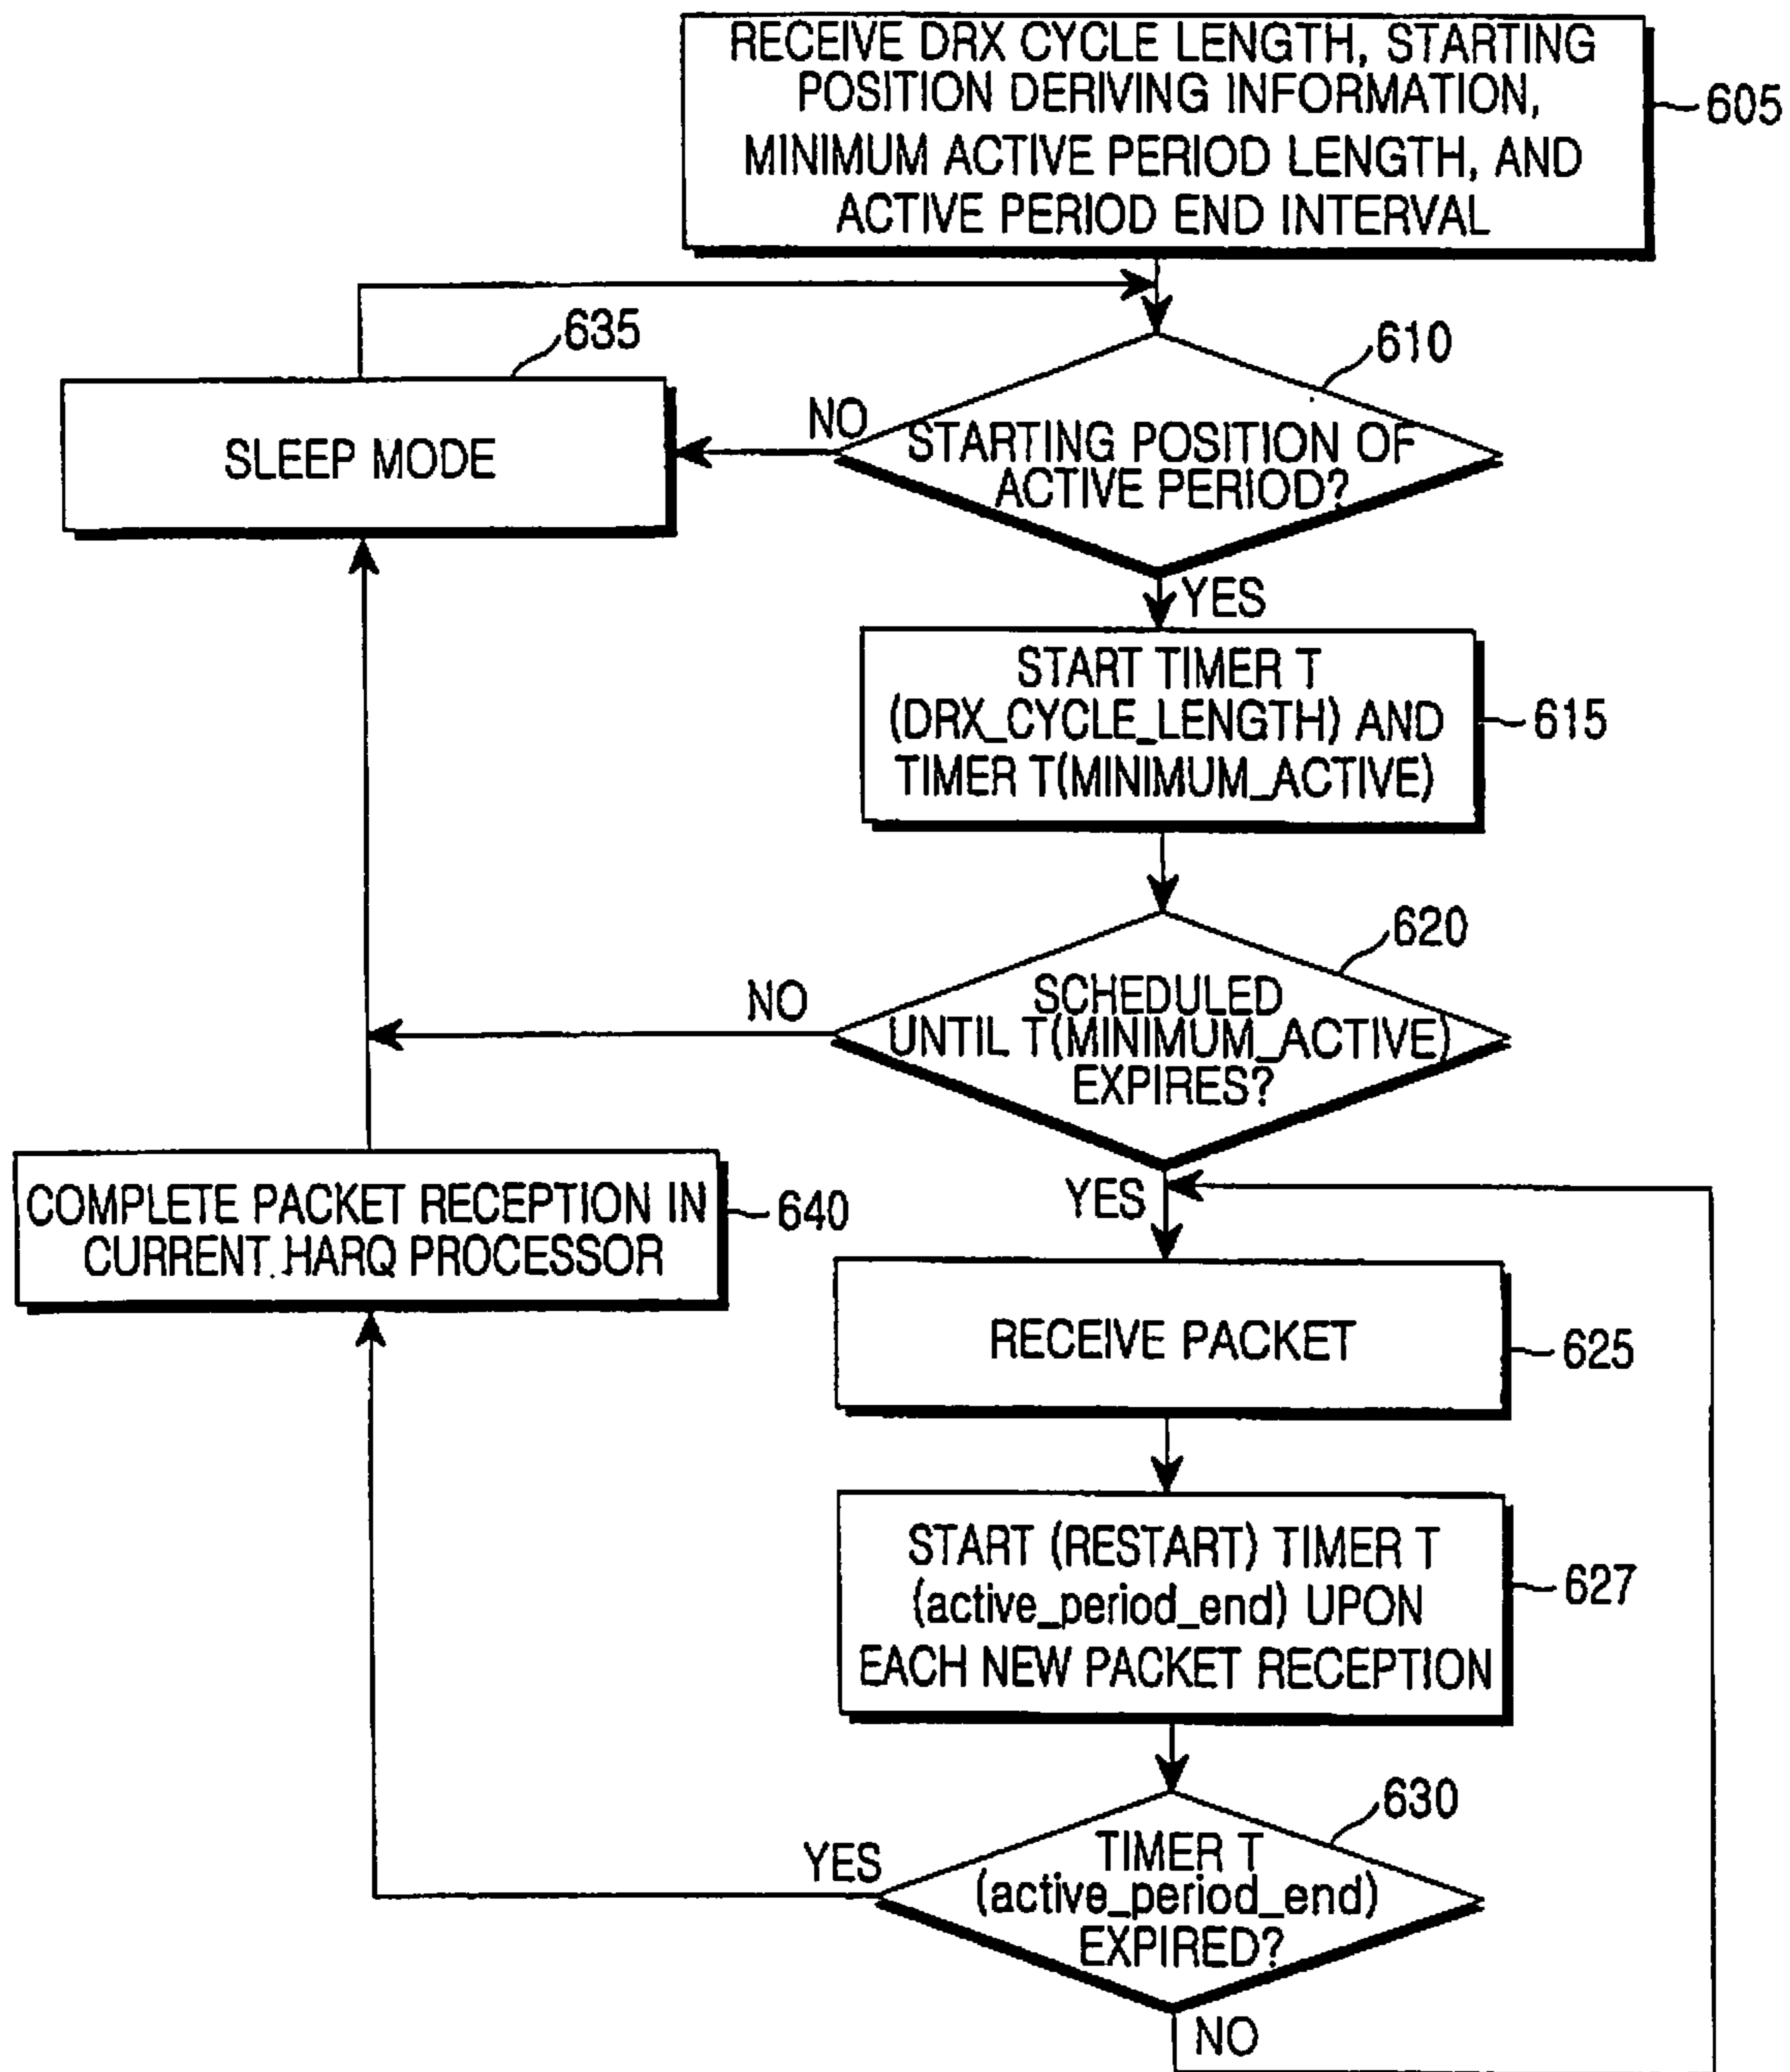 RECEIVE DRX CYCLE LENGTH, STARTING
POSITION DERIVING INFORMATION,
MINIMUM ACTIVE PERIOD LENGTH, AND
ACTIVE PERIOD END INTERVAL
605
635
610
SLEEP MODE
NO
STARTING POSITION OF
ACTIVE PERIOD?
YES
START TIMER T
(DRX_CYCLE_LENGTH) AND
TIMER T(MINIMUM_ACTIVE)
615
620
NO
SCHEDULED
UNTIL T(MINIMUM_ACTIVE)
EXPIRES?
YES
COMPLETE PACKET RECEPTION IN
CURRENT HARQ PROCESSOR
640
RECEIVE PACKET
625
START (RESTART) TIMER T
(active_period_end) UPON
EACH NEW PACKET RECEPTION
627
630
YES
TIMER T
(active_period_end)
EXPIRED?
NO